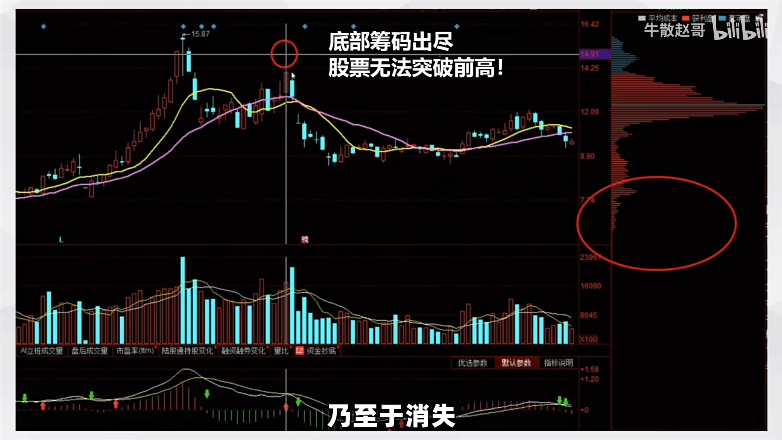 16.42
平均成本 获利盘
牛散赵哥 bilibili
15.87
底部筹码出尽
股票无法突破前高！
14.91
14.25
12.09
9.90
7.74
L
榜
23967
16090
8045
X100
AI立桩成交量 盘后成交量 市盈率(ttm) 陆股通持股变化 融资融券变化 量比 资金抄底
优选参数 默认参数 指标说明
+1.58
+1.20
+0
乃至于消失